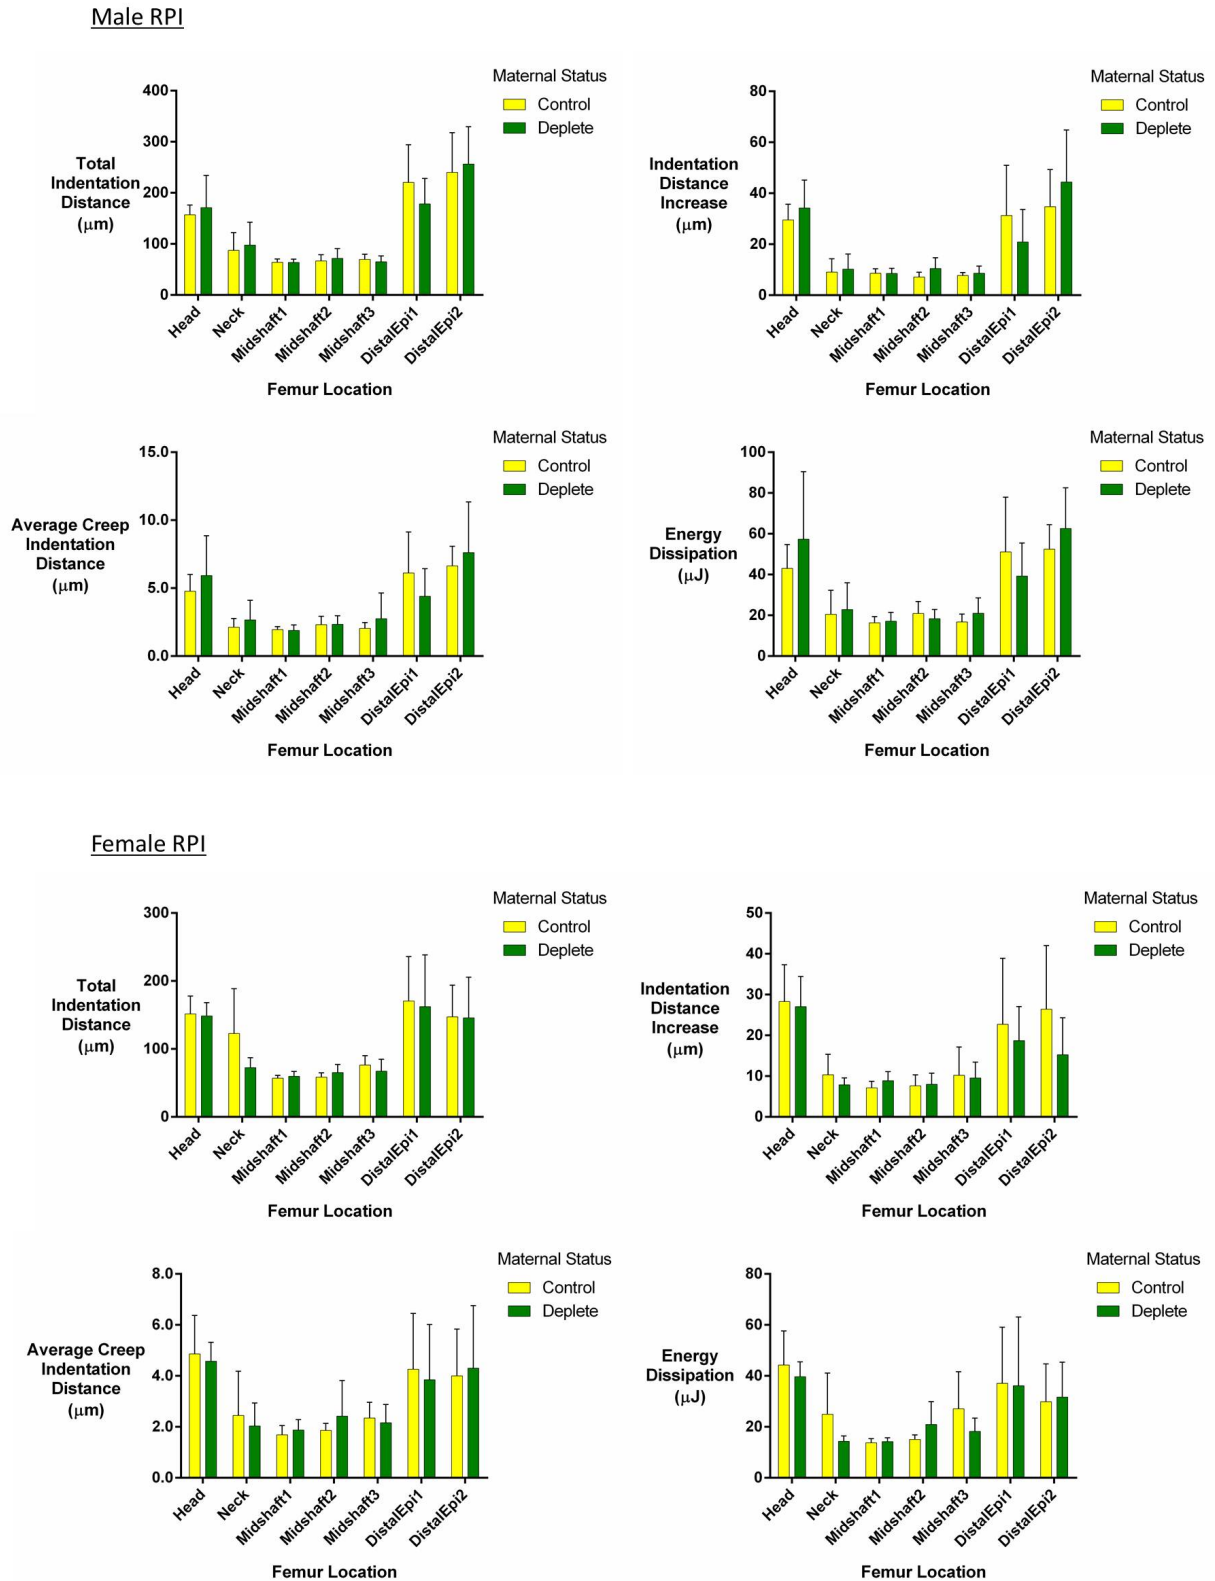 Male RPI
Maternal Status
Control
Deplete
400
300
200
100
0
Total
Indentation
Distance
(μm)
Head
Neck
Midshaft1
Midshaft2
Midshaft3
DistalEpi1
DistalEpi2
Femur Location
Maternal Status
Control
Deplete
80
60
40
20
0
Indentation
Distance
Increase
(μm)
Head
Neck
Midshaft1
Midshaft2
Midshaft3
DistalEpi1
DistalEpi2
Femur Location
Maternal Status
Control
Deplete
15.0
10.0
5.0
0.0
Average Creep
Indentation
Distance
(μm)
Head
Neck
Midshaft1
Midshaft2
Midshaft3
DistalEpi1
DistalEpi2
Femur Location
Maternal Status
Control
Deplete
100
80
60
40
20
0
Energy
Dissipation
(μJ)
Head
Neck
Midshaft1
Midshaft2
Midshaft3
DistalEpi1
DistalEpi2
Femur Location
Female RPI
Maternal Status
Control
Deplete
300
200
100
0
Total
Indentation
Distance
(μm)
Head
Neck
Midshaft1
Midshaft2
Midshaft3
DistalEpi1
DistalEpi2
Femur Location
Maternal Status
Control
Deplete
50
40
30
20
10
0
Indentation
Distance
Increase
(μm)
Head
Neck
Midshaft1
Midshaft2
Midshaft3
DistalEpi1
DistalEpi2
Femur Location
Maternal Status
Control
Deplete
8.0
6.0
4.0
2.0
0.0
Average Creep
Indentation
Distance
(μm)
Head
Neck
Midshaft1
Midshaft2
Midshaft3
DistalEpi1
DistalEpi2
Femur Location
Maternal Status
Control
Deplete
80
60
40
20
0
Energy
Dissipation
(μJ)
Head
Neck
Midshaft1
Midshaft2
Midshaft3
DistalEpi1
DistalEpi2
Femur Location